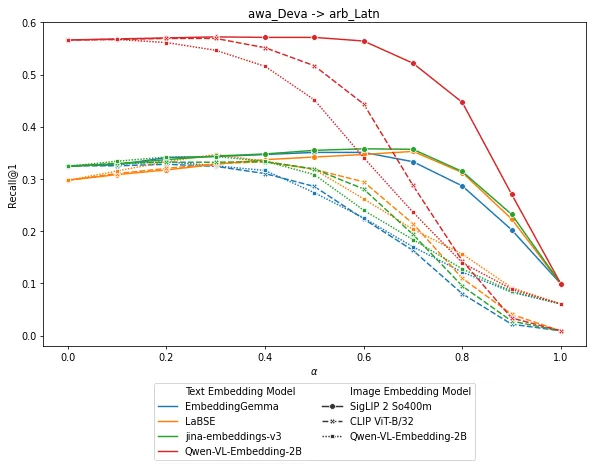 awa_Deva -> arb_Latn
Recall@1
0.6
0.5
0.4
0.3
0.2
0.1
0.0
0.0 0.2 0.4 0.6 0.8 1.0
α
Text Embedding Model Image Embedding Model
EmbeddingGemma SigLIP 2 So400m
LaBSE CLIP ViT-B/32
jina-embeddings-v3 Qwen-VL-Embedding-2B
Qwen-VL-Embedding-2B